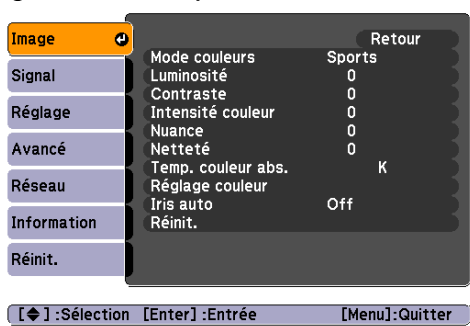 Image
Signal
Réglage
Avancé
Réseau
Information
Réinit.
Retour
Mode couleurs Sports
Luminosité 0
Contraste 0
Intensité couleur 0
Nuance 0
Netteté 0
Temp. couleur abs. K
Réglage couleur
Iris auto Off
Réinit.
[◆] :Sélection [Enter] :Entrée [Menu]:Quitter